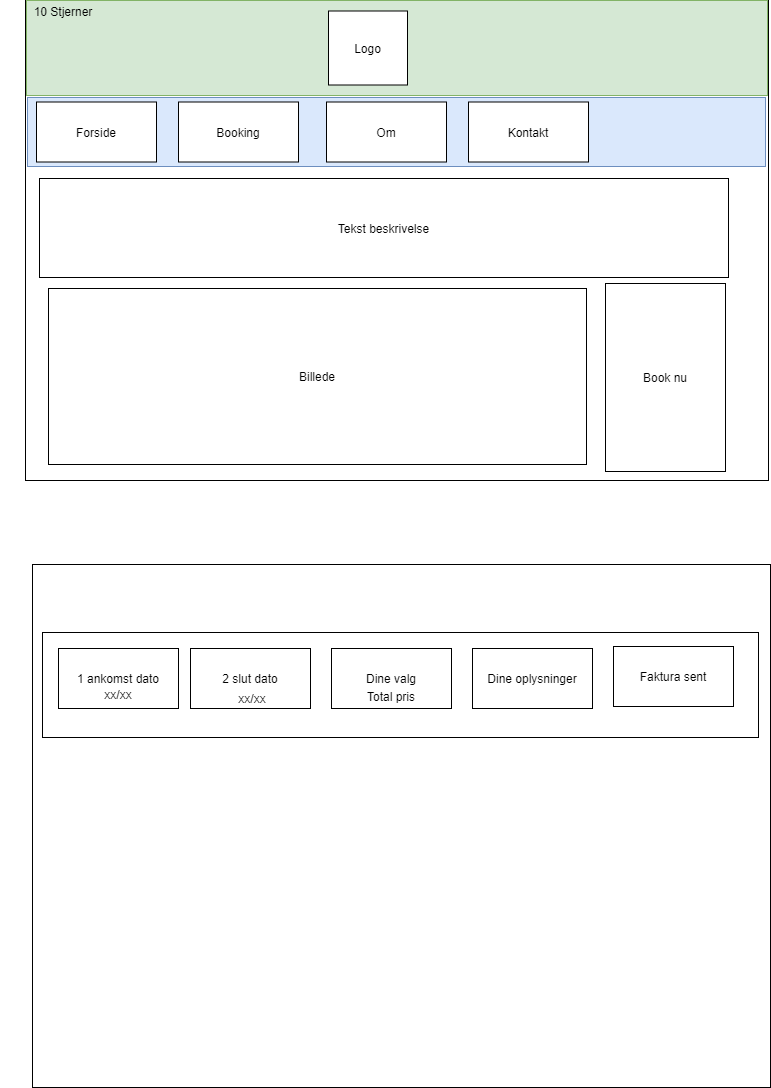 10 Stjerner
Logo
Forside
Booking
Om
Kontakt
Tekst beskrivelse
Billede
Book nu
1 ankomst dato
xx/xx
2 slut dato
xx/xx
Dine valg
Total pris
Dine oplysninger
Faktura sent